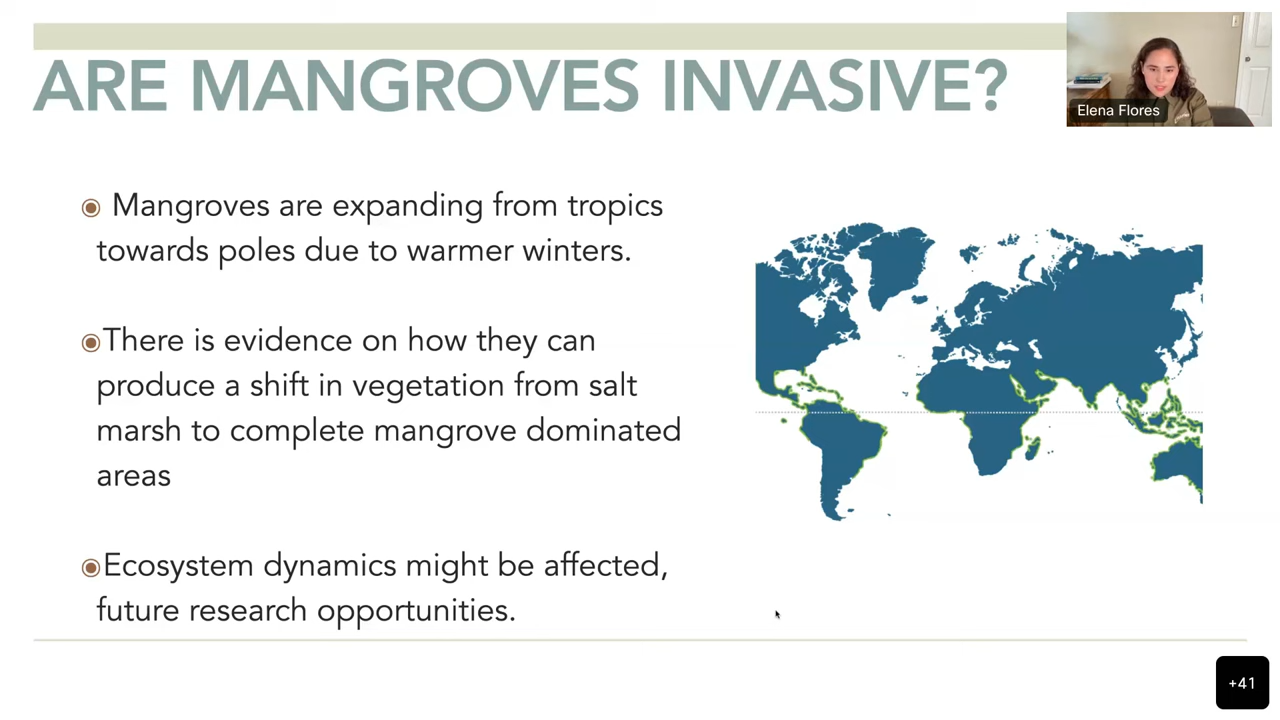 ARE MANGROVES INVASIVE?
Elena Flores
Mangroves are expanding from tropics
towards poles due to warmer winters.
There is evidence on how they can
produce a shift in vegetation from salt
marsh to complete mangrove dominated
areas
Ecosystem dynamics might be affected,
future research opportunities.
+41